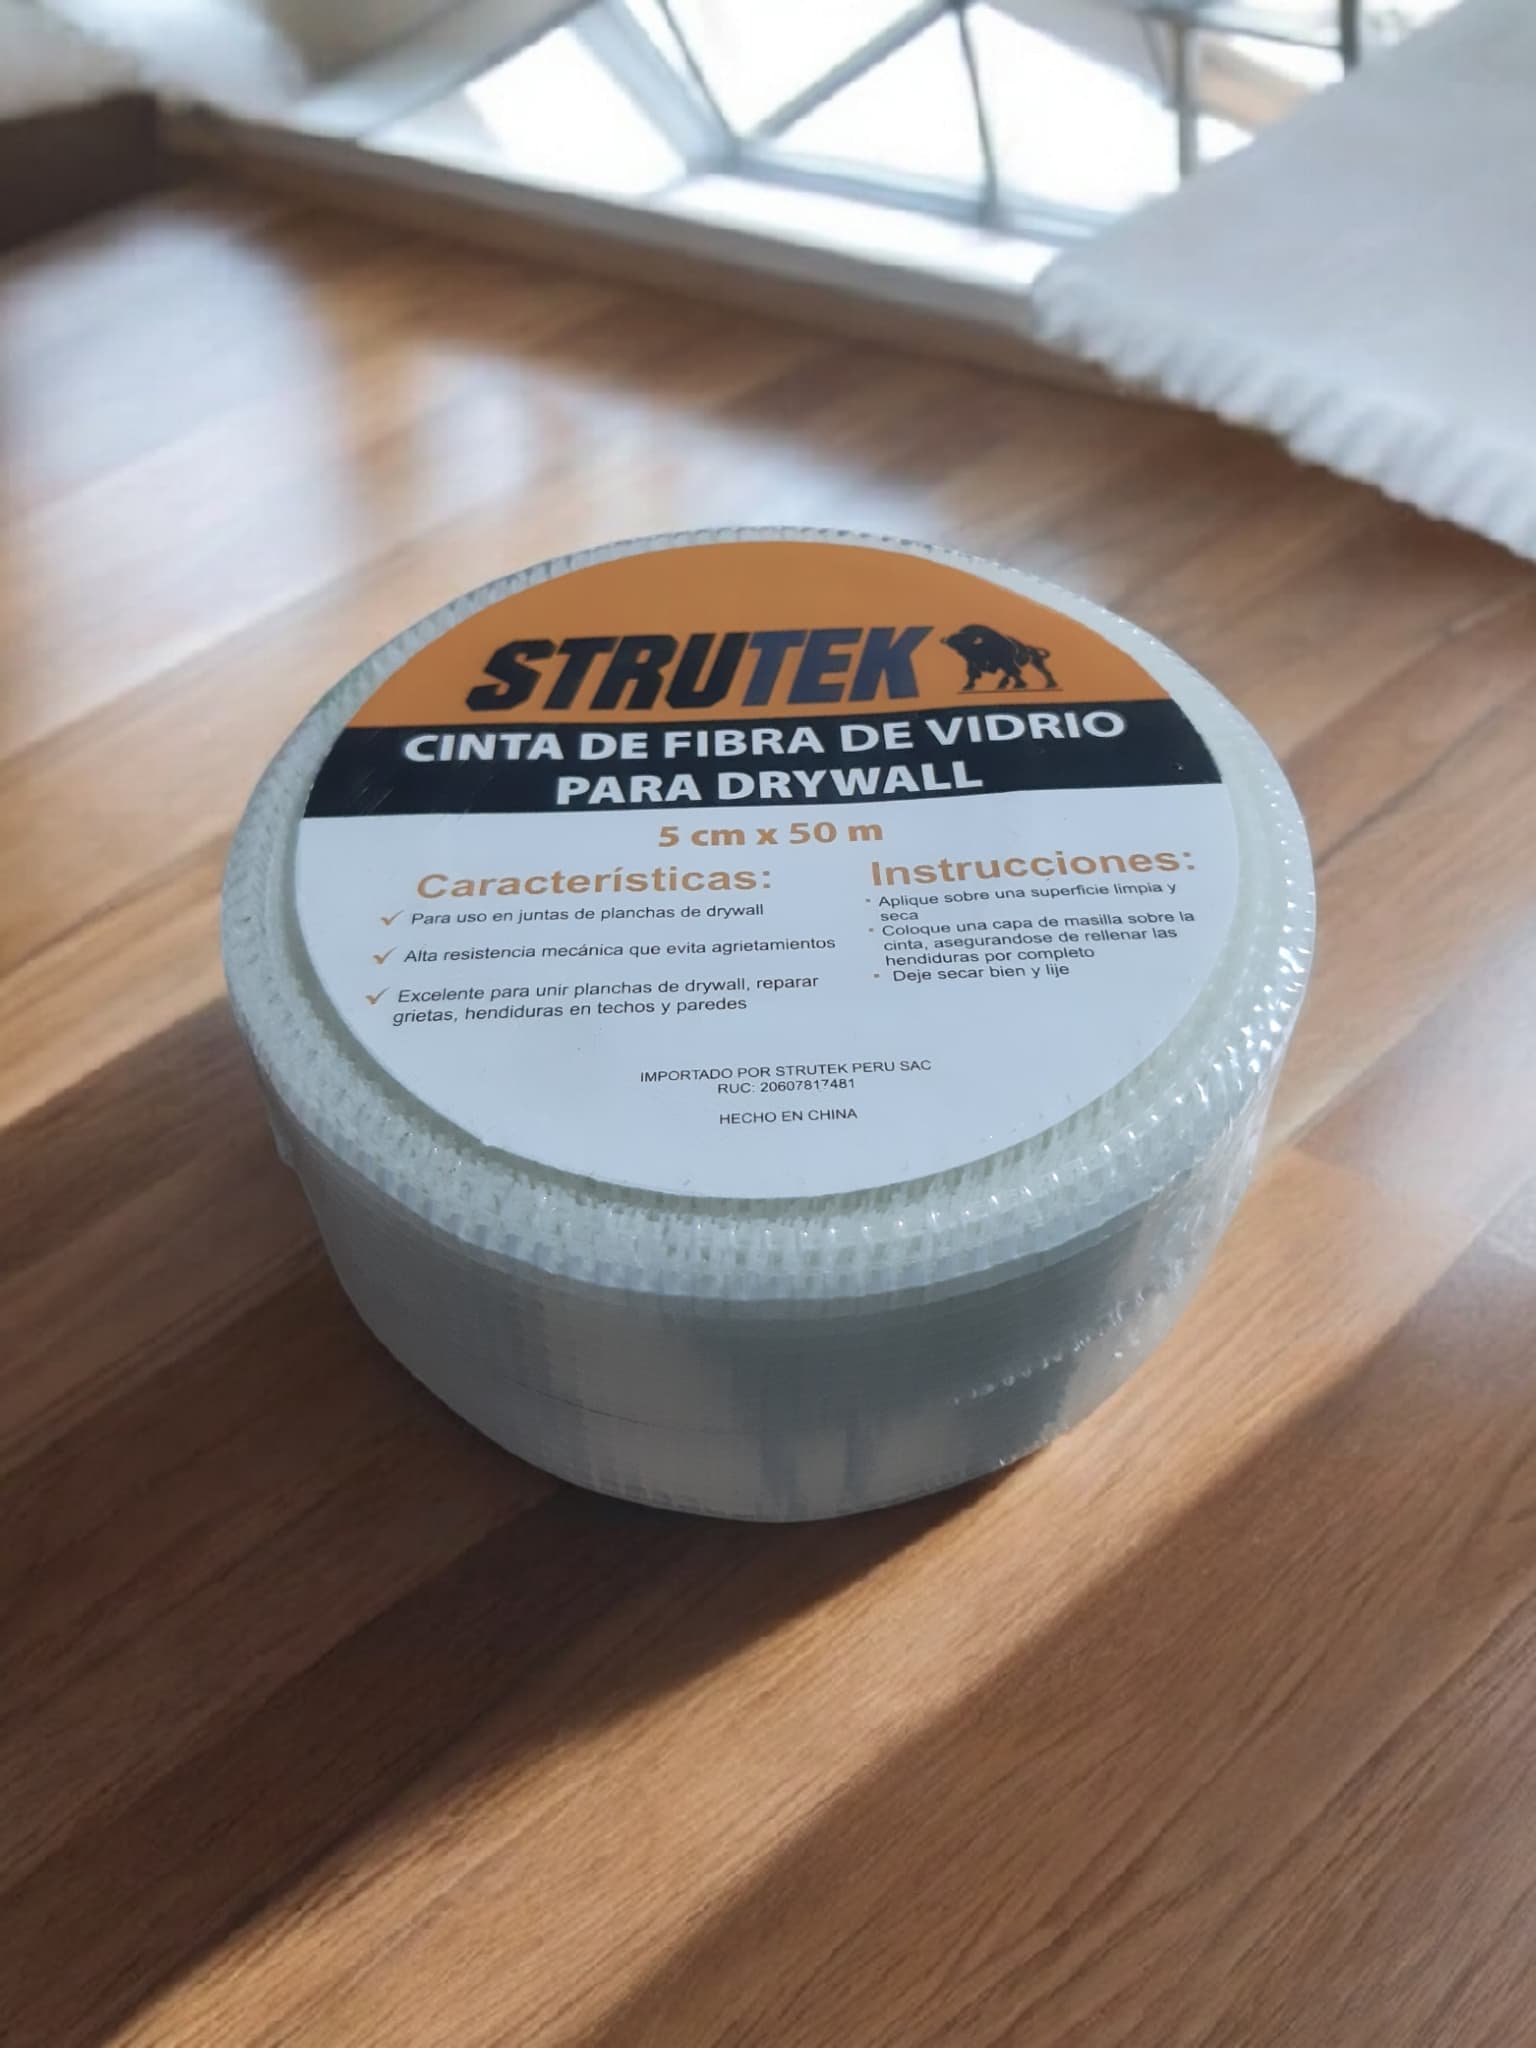 STRUTEK
CINTA DE FIBRA DE VIDRIO
PARA DRYWALL
5 cm x 50 m
Características:
Para uso en juntas de planchas de drywall
Alta resistencia mecánica que evita agrietamientos
Excelente para unir planchas de drywall, reparar
grietas, hendiduras en techos y paredes
Instrucciones:
Aplique sobre una superficie limpia y
seca
Coloque una capa de masilla sobre la
cinta, asegurandose de rellenar las
hendiduras por completo
Deje secar bien y lije
IMPORTADO POR STRUTEK PERU SAC
RUC: 20607817481
HECHO EN CHINA